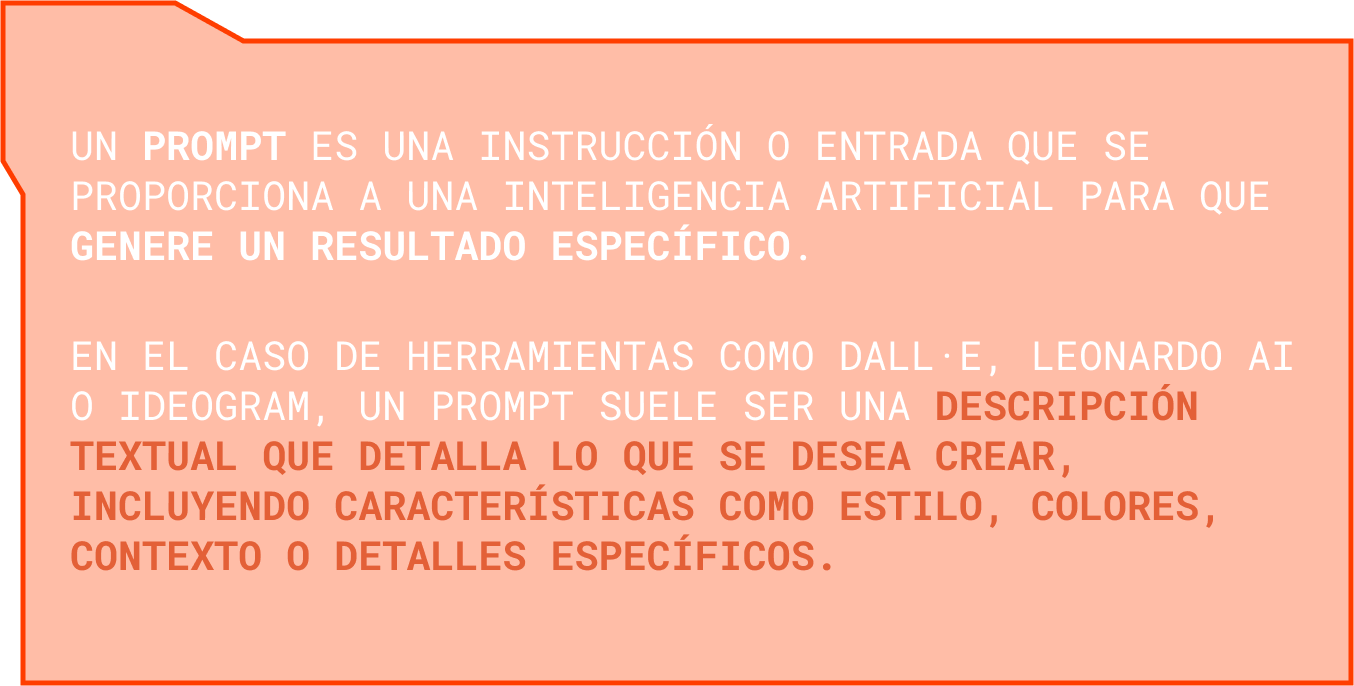 UN PROMPT ES UNA INSTRUCCIÓN O ENTRADA QUE SE
PROPORCIONA A UNA INTELIGENCIA ARTIFICIAL PARA QUE
GENERE UN RESULTADO ESPECÍFICO.
EN EL CASO DE HERRAMIENTAS COMO DALL·E, LEONARDO AI
O IDEOGRAM, UN PROMPT SUELE SER UNA DESCRIPCIÓN
TEXTUAL QUE DETALLA LO QUE SE DESEA CREAR,
INCLUYENDO CARACTERÍSTICAS COMO ESTILO, COLORES,
CONTEXTO O DETALLES ESPECÍFICOS.